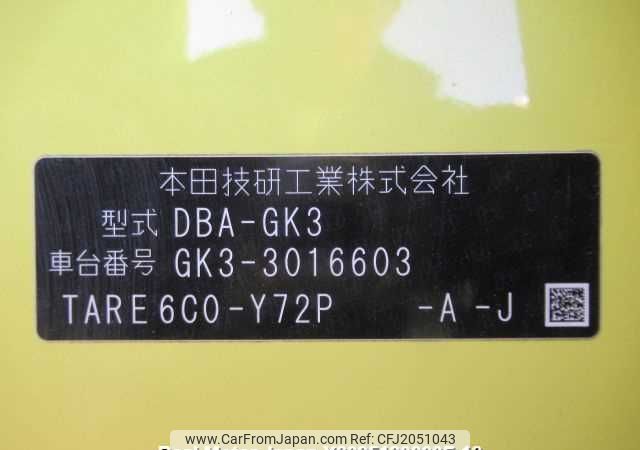 本田技研工業株式会社
型式 DBA-GK3
車台番号 GK3-3016603
TARE6C0-Y72P -A-J
www.CarFromJapan.com Ref: CFJ2051043